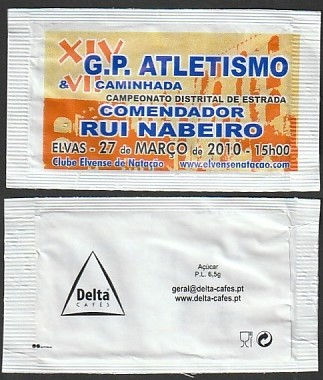 XIV G.P. ATLETISMO
& VII CAMINHADA
CAMPEONATO DISTRITAL DE ESTRADA
COMENDADOR
RUI NABEIRO
ELVAS - 27 de MARÇO de 2010 - 15h00
Clube Elvense de Natação www.elvensenatacao.com
Delta
CAFÉS
Açúcar
P.L. 6,5g
geral@delta-cafes.pt
www.delta-cafes.pt